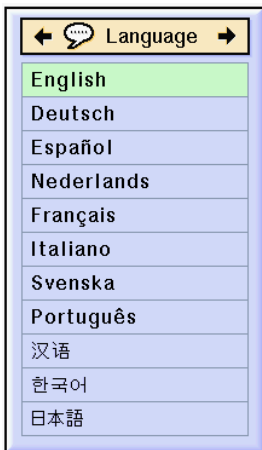 Language
English
Deutsch
Español
Nederlands
Français
Italiano
Svenska
Português
汉语
한국어
日本語